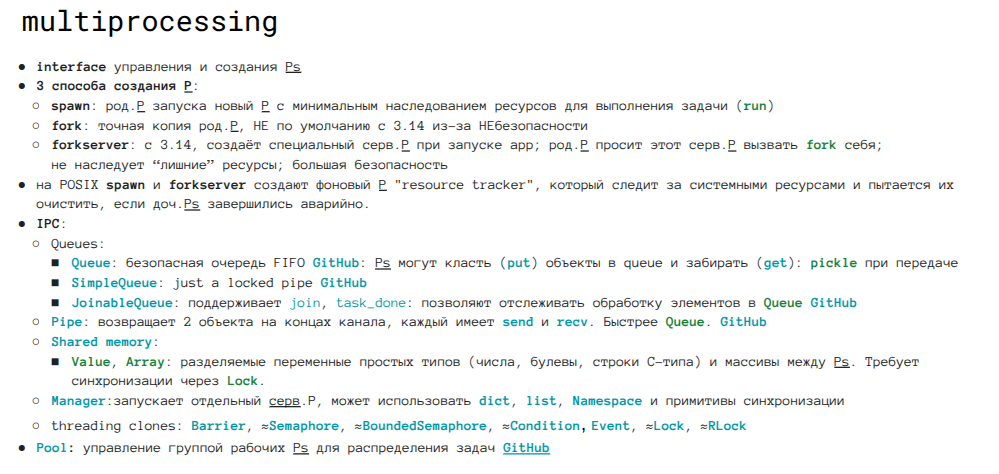 multiprocessing
● interface управления и создания Ps
● 3 способа создания P:
○ spawn: род.P запуска новый P с минимальным наследованием ресурсов для выполнения задачи (run)
○ fork: точная копия род.P, НЕ по умолчанию с 3.14 из-за НЕбезопасности
○ forkserver: с 3.14, создаёт специальный серв.P при запуске app; род.P просит этот серв.P вызвать fork себя;
не наследует “лишние” ресурсы; большая безопасность
● на POSIX spawn и forkserver создают фоновый P "resource tracker", который следит за системными ресурсами и пытается их
очистить, если доч.Ps завершились аварийно.
● IPC:
○ Queues:
■ Queue: безопасная очередь FIFO GitHub: Ps могут класть (put) объекты в queue и забирать (get): pickle при передаче
■ SimpleQueue: just a locked pipe GitHub
■ JoinableQueue: поддерживает join, task_done: позволяют отслеживать обработку элементов в Queue GitHub
○ Pipe: возвращает 2 объекта на концах канала, каждый имеет send и recv. Быстрее Queue. GitHub
○ Shared memory:
■ Value, Array: разделяемые переменные простых типов (числа, булевы, строки C-типа) и массивы между Ps. Требует
синхронизации через Lock.
○ Manager:запускает отдельный серв.P, может использовать dict, list, Namespace и примитивы синхронизации
○ threading clones: Barrier, ≈Semaphore, ≈BoundedSemaphore, ≈Condition, Event, ≈Lock, ≈RLock
● Pool: управление группой рабочих Ps для распределения задач GitHub